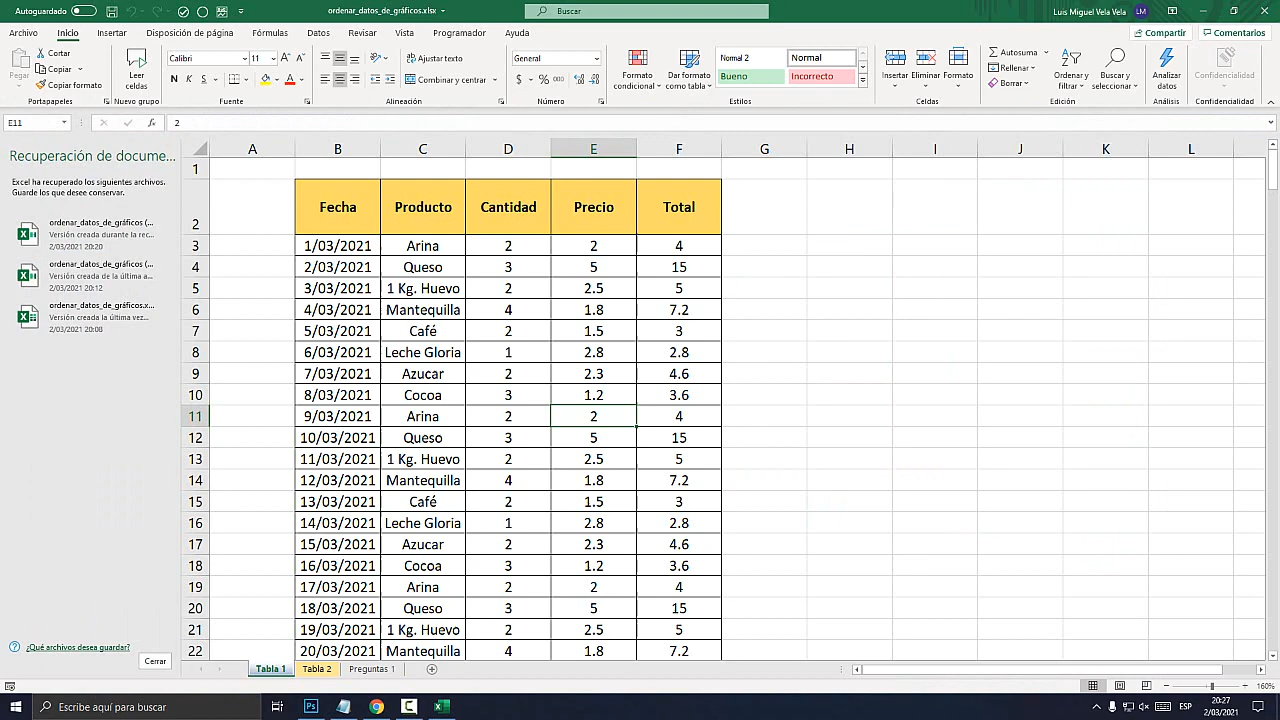 Autoguardado
ordenar_datos_de_gráficos.xlsx
Buscar
Luis Miguel Vela Vela LM
Archivo Inicio Insertar Disposición de página Fórmulas Datos Revisar Vista Programador Ayuda
Compartir Comentarios
Pegar
Cortar
Copiar
Copiar formato
Portapapeles
Leer celdas
Nuevo grupo
Calibri 11
N K S
Fuente
Ajustar texto
Combinar y centrar
Alineación
General
$ % 000
Número
Formato condicional
Dar formato como tabla
Normal 2 Normal
Bueno Incorrecto
Estilos
Insertar Eliminar Formato
Celdas
Autosuma
Rellenar
Borrar
Ordenar y filtrar
Buscar y seleccionar
Edición
Analizar datos
Análisis
Confidencialidad
Confidencialidad
E11 fx 2
Recuperación de docume...
Excel ha recuperado los siguientes archivos.
Guarde los que desee conservar.
ordenar_datos_de_gráficos (...
Versión creada durante la rec...
2/03/2021 20:20
ordenar_datos_de_gráficos (...
Versión creada de la última a...
2/03/2021 20:12
ordenar_datos_de_gráficos.x...
Versión creada la última vez...
2/03/2021 20:08
¿Qué archivos desea guardar?
Cerrar
A B C D E F G H I J K L
1
2 Fecha Producto Cantidad Precio Total
3 1/03/2021 Arina 2 2 4
4 2/03/2021 Queso 3 5 15
5 3/03/2021 1 Kg. Huevo 2 2.5 5
6 4/03/2021 Mantequilla 4 1.8 7.2
7 5/03/2021 Café 2 1.5 3
8 6/03/2021 Leche Gloria 1 2.8 2.8
9 7/03/2021 Azucar 2 2.3 4.6
10 8/03/2021 Cocoa 3 1.2 3.6
11 9/03/2021 Arina 2 2 4
12 10/03/2021 Queso 3 5 15
13 11/03/2021 1 Kg. Huevo 2 2.5 5
14 12/03/2021 Mantequilla 4 1.8 7.2
15 13/03/2021 Café 2 1.5 3
16 14/03/2021 Leche Gloria 1 2.8 2.8
17 15/03/2021 Azucar 2 2.3 4.6
18 16/03/2021 Cocoa 3 1.2 3.6
19 17/03/2021 Arina 2 2 4
20 18/03/2021 Queso 3 5 15
21 19/03/2021 1 Kg. Huevo 2 2.5 5
22 20/03/2021 Mantequilla 4 1.8 7.2
Tabla 1 Tabla 2 Preguntas 1
160%
Escribe aquí para buscar
ESP
20:27
2/03/2021